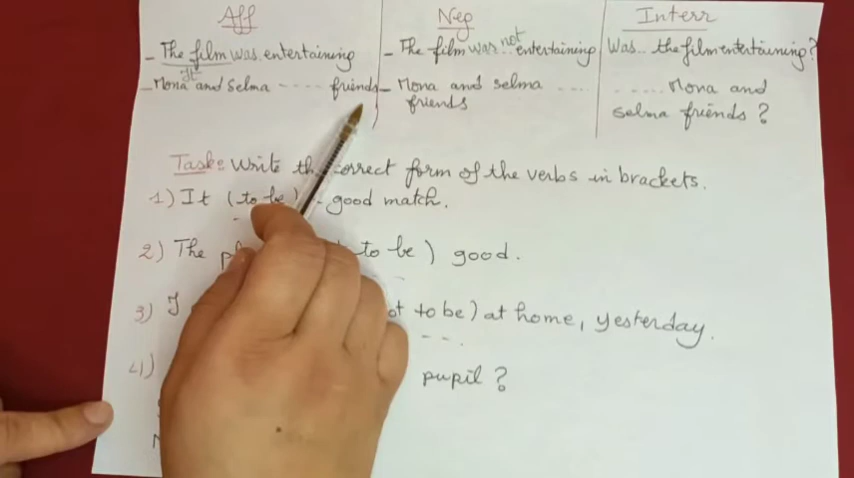 Aff
Neg
Interr
- The film was entertaining
It
- Mona and Selma ---- friends
- The film was not entertaining
- Mona and selma ....
friends
Was .. the film entertaining?
..... Mona and
Selma friends ?
Task: Write the correct form of the verbs in brackets.
1) It (to be) - good match.
2) The to be) good.
3) I to be) at home, yesterday.
4) pupil ?